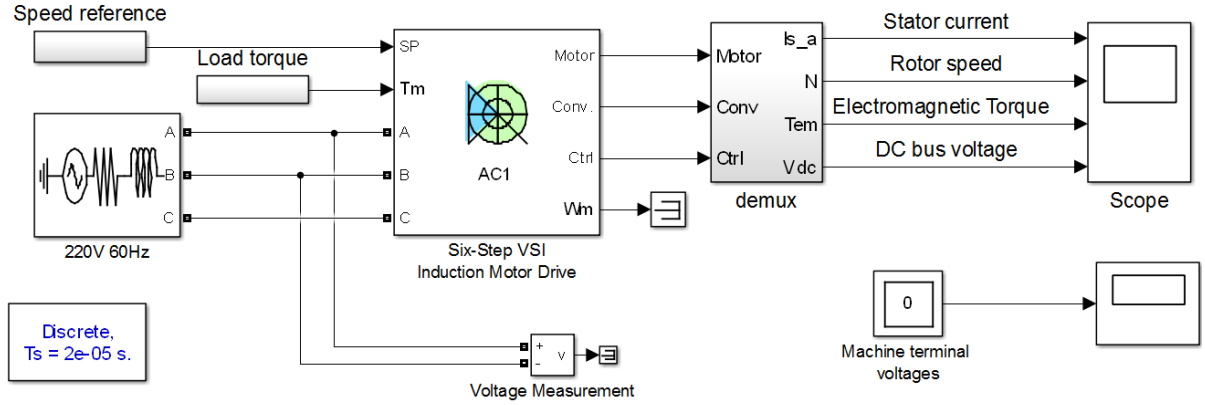 Speed reference
Load torque
SP
Tm
A
B
C
Motor
Conv.
Ctrl
Wm
AC1
Six-Step VSI
Induction Motor Drive
A
B
C
220V 60Hz
Motor
Conv
Ctrl
Is_a
N
Tem
Vdc
demux
Stator current
Rotor speed
Electromagnetic Torque
DC bus voltage
Scope
Discrete,
Ts = 2e-05 s.
+
-
v
Voltage Measurement
0
Machine terminal
voltages